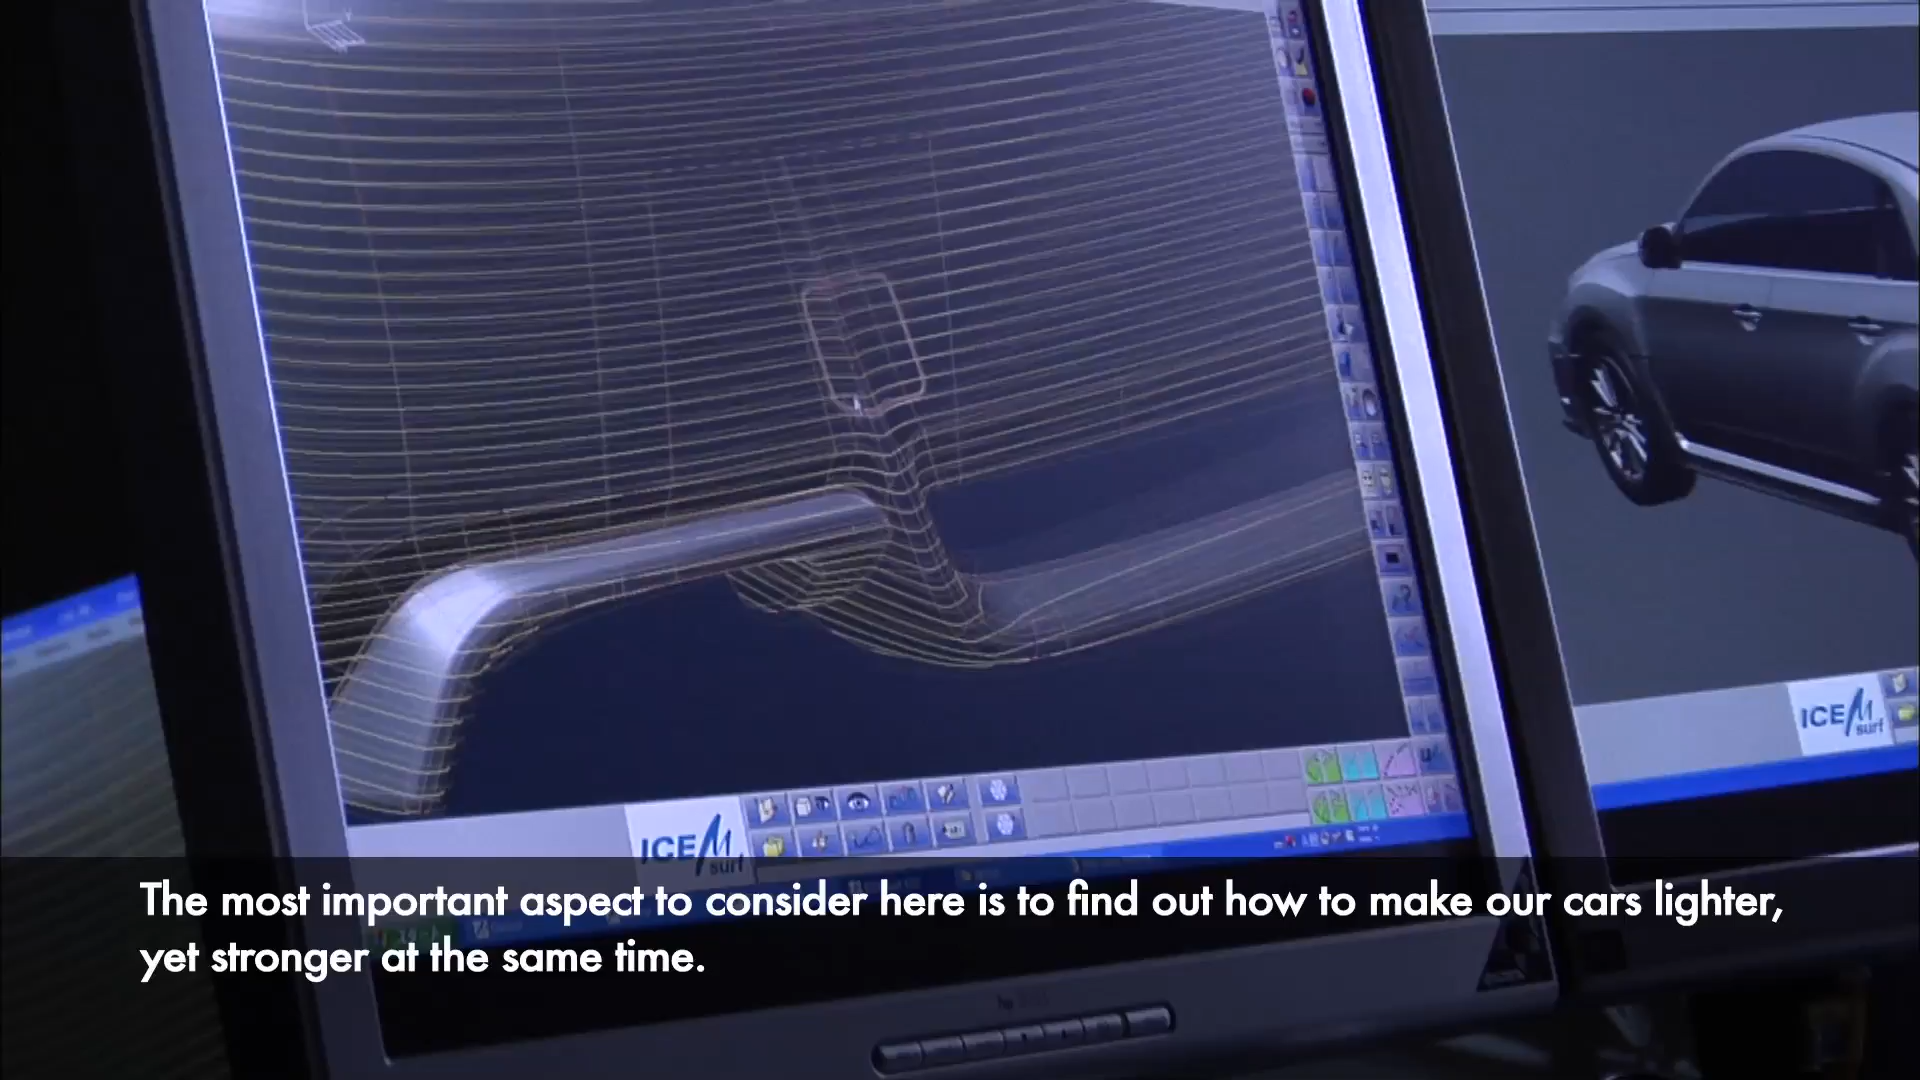 ICEM
surf
ICEM
surf
The most important aspect to consider here is to find out how to make our cars lighter,
yet stronger at the same time.